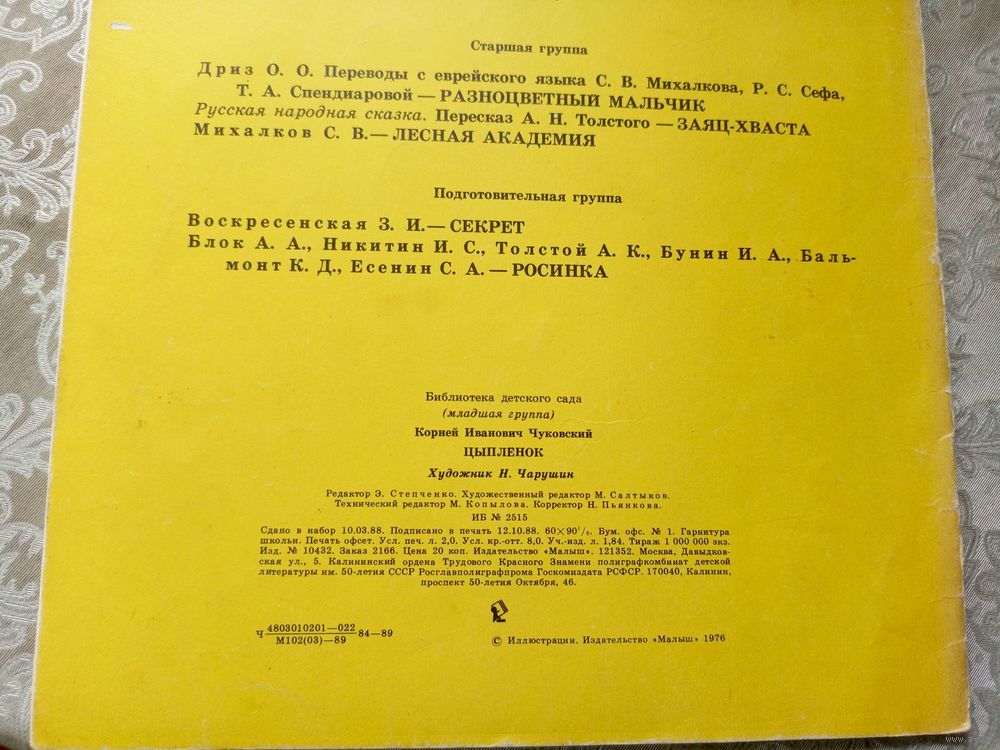 Старшая группа
Дриз О. О. Переводы с еврейского языка С. В. Михалкова, Р. С. Сефа,
Т. А. Спендиаровой — РАЗНОЦВЕТНЫЙ МАЛЬЧИК
Русская народная сказка. Пересказ А. Н. Толстого — ЗАЯЦ-ХВАСТА
Михалков С. В.— ЛЕСНАЯ АКАДЕМИЯ
Подготовительная группа
Воскресенская З. И.— СЕКРЕТ
Блок А. А., Никитин И. С., Толстой А. К., Бунин И. А., Баль-
монт К. Д., Есенин С. А. — РОСИНКА
Библиотека детского сада
(младшая группа)
Корней Иванович Чуковский
ЦЫПЛЕНОК
Художник Н. Чарушин
Редактор Э. Степченко. Художественный редактор М. Салтыков.
Технический редактор М. Копылова. Корректор Н. Пьянкова.
ИБ № 2515
Сдано в набор 10.03.88. Подписано в печать 12.10.88. 60×90¹/₈. Бум. офс. № 1. Гарнитура
школьн. Печать офсет. Усл. печ. л. 2,0. Усл. кр.-отт. 8,0. Уч.-изд. л. 1,84. Тираж 1 000 000 экз.
Изд. № 10432. Заказ 2166. Цена 20 коп. Издательство «Малыш». 121352. Москва, Давыдков-
ская ул., 5. Калининский ордена Трудового Красного Знамени полиграфкомбинат детской
литературы им. 50-летия СССР Росглавполиграфпрома Госкомиздата РСФСР. 170040, Калинин,
проспект 50-летия Октября, 46.
Ч 4803010201—022 84—89
М102(03)—89
© Иллюстрации. Издательство «Малыш» 1976